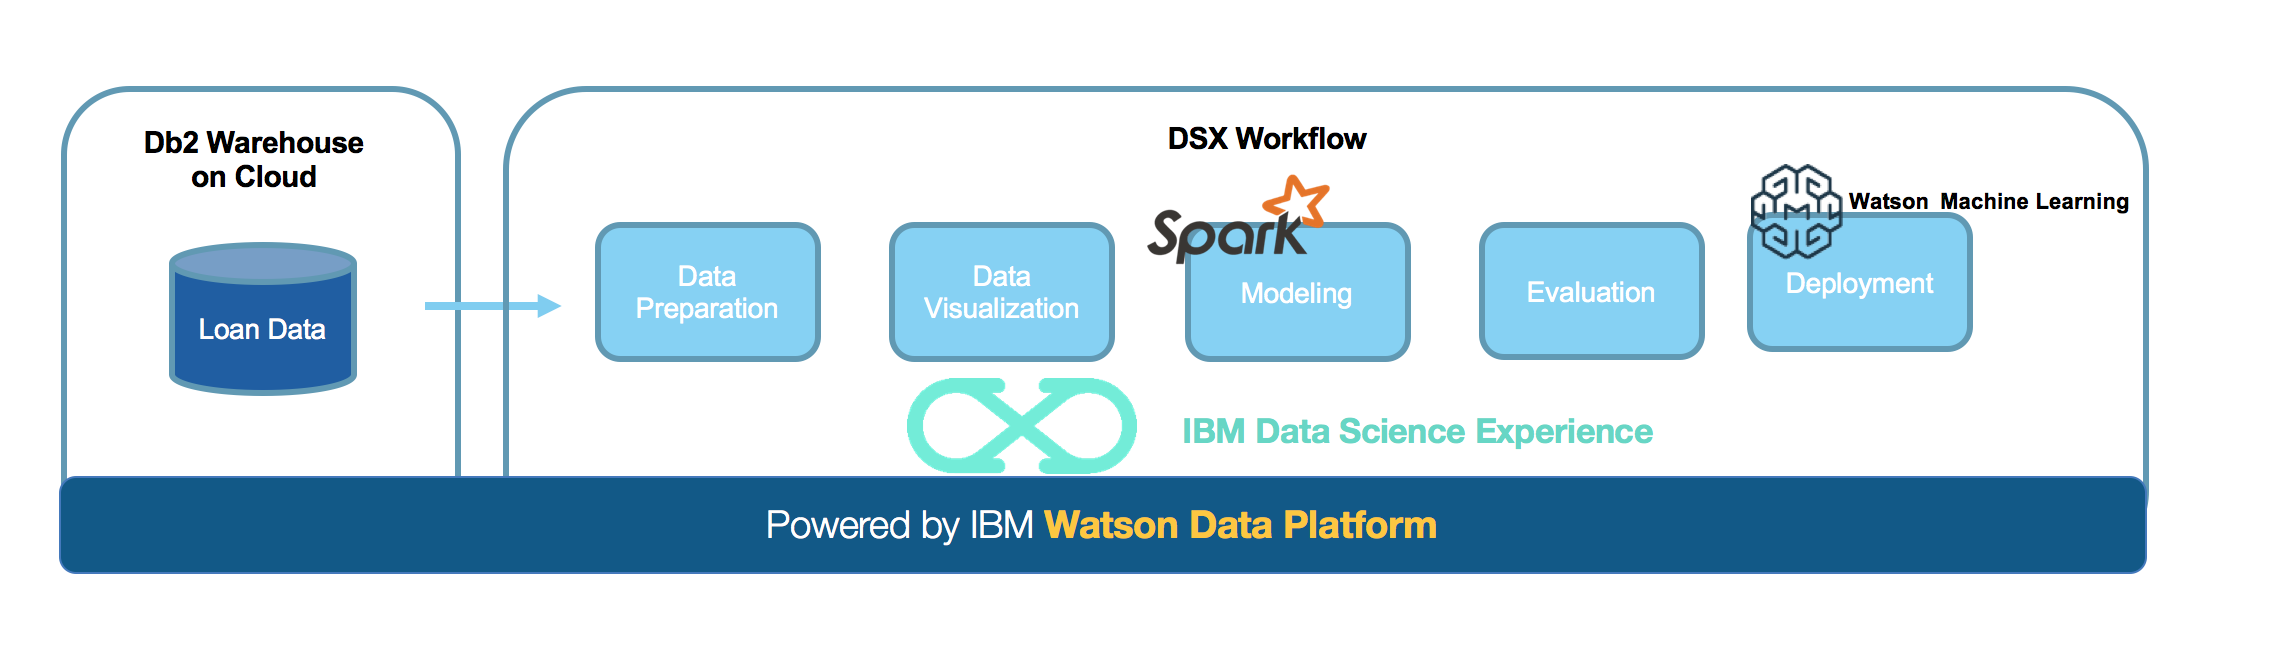 Db2 Warehouse
on Cloud
Loan Data
DSX Workflow
Data
Preparation
Data
Visualization
Spark
Modeling
Evaluation
Watson Machine Learning
Deployment
IBM Data Science Experience
Powered by IBM Watson Data Platform